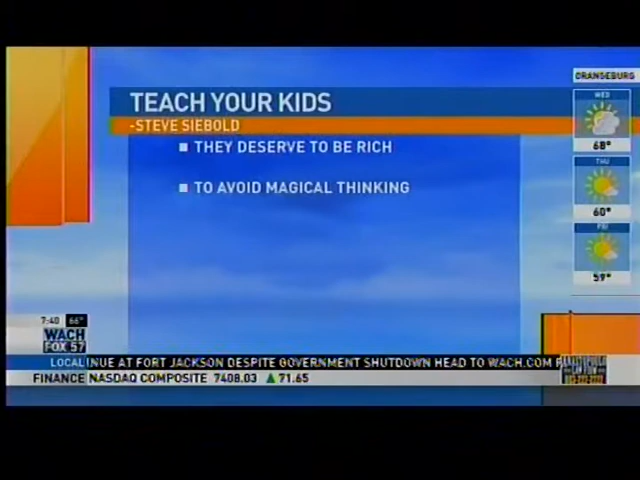 TEACH YOUR KIDS
-STEVE SIEBOLD
■ THEY DESERVE TO BE RICH
■ TO AVOID MAGICAL THINKING
ORANGEBURG
WED
68°
THU
60°
FRI
59°
7:40 66°
WACH
FOX 57
LOCAL INUE AT FORT JACKSON DESPITE GOVERNMENT SHUTDOWN HEAD TO WACH.COM F
FINANCE NASDAQ COMPOSITE 7408.03 ▲ 71.65